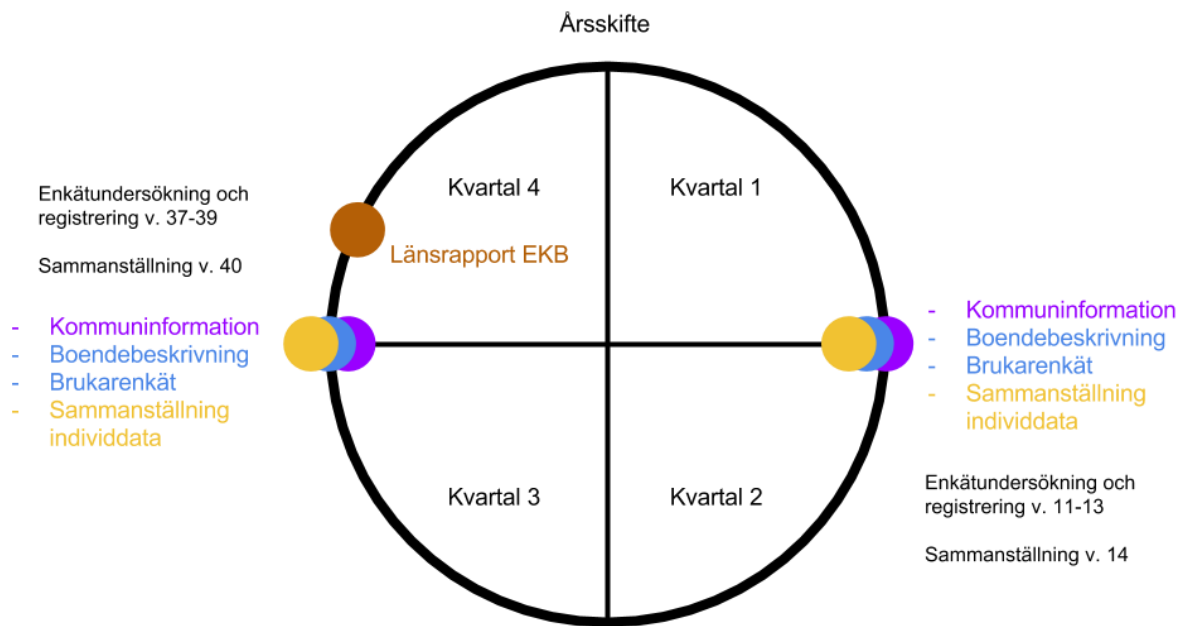 Årsskifte
Kvartal 4
Kvartal 1
Enkätundersökning och
registrering v. 37-39
Sammanställning v. 40
Länsrapport EKB
- Kommuninformation
- Boendebeskrivning
- Brukarenkät
- Sammanställning
individdata
- Kommuninformation
- Boendebeskrivning
- Brukarenkät
- Sammanställning
individdata
Kvartal 3
Kvartal 2
Enkätundersökning och
registrering v. 11-13
Sammanställning v. 14